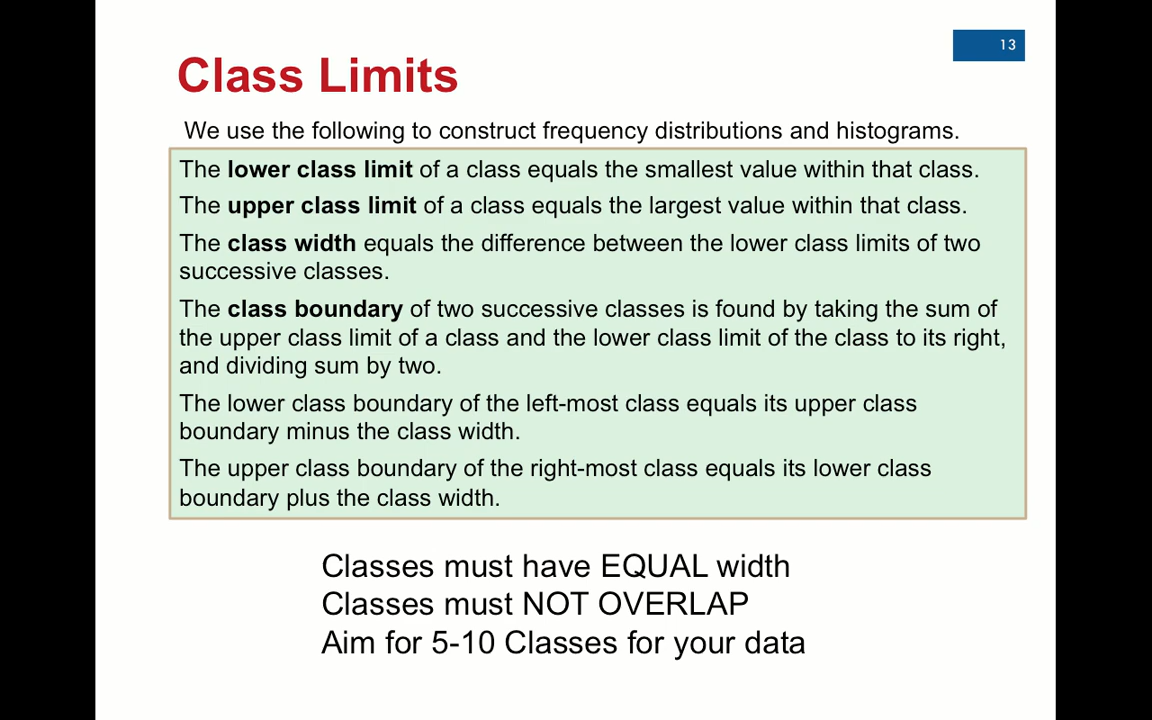 13
Class Limits
We use the following to construct frequency distributions and histograms.
The lower class limit of a class equals the smallest value within that class.
The upper class limit of a class equals the largest value within that class.
The class width equals the difference between the lower class limits of two
successive classes.
The class boundary of two successive classes is found by taking the sum of
the upper class limit of a class and the lower class limit of the class to its right,
and dividing sum by two.
The lower class boundary of the left-most class equals its upper class
boundary minus the class width.
The upper class boundary of the right-most class equals its lower class
boundary plus the class width.
Classes must have EQUAL width
Classes must NOT OVERLAP
Aim for 5-10 Classes for your data